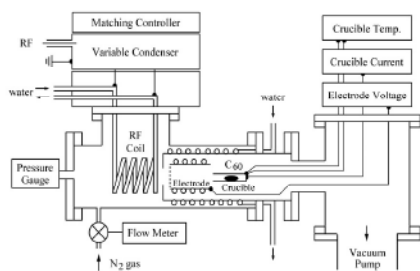 Matching Controller
RF
Variable Condenser
water
Crucible Temp.
Crucible Current
Electrode Voltage
water
RF
Coil
C60
Electrode
Crucible
Pressure
Gauge
Flow Meter
N2 gas
Vacuum
Pump